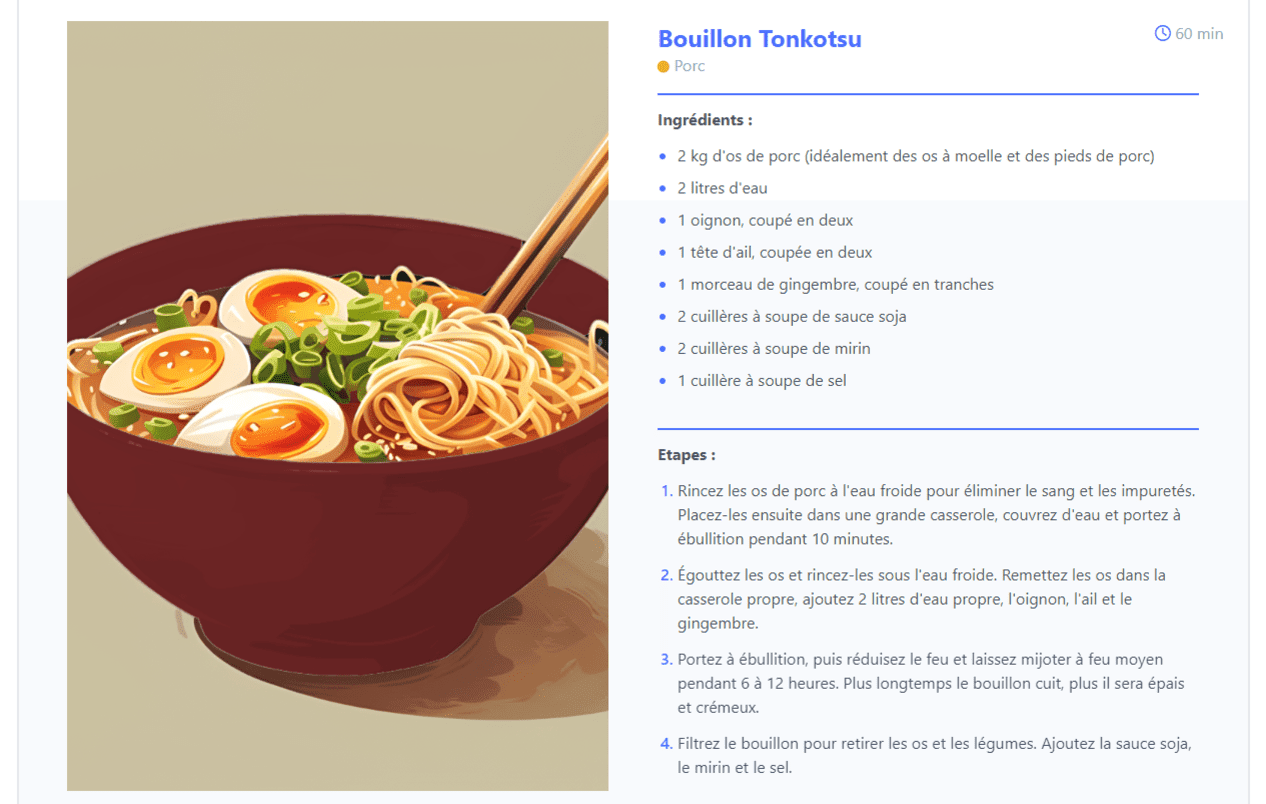 Bouillon Tonkotsu
60 min
Porc
Ingrédients :
2 kg d'os de porc (idéalement des os à moelle et des pieds de porc)
2 litres d'eau
1 oignon, coupé en deux
1 tête d'ail, coupée en deux
1 morceau de gingembre, coupé en tranches
2 cuillères à soupe de sauce soja
2 cuillères à soupe de mirin
1 cuillère à soupe de sel
Etapes :
1. Rincez les os de porc à l'eau froide pour éliminer le sang et les impuretés.
Placez-les ensuite dans une grande casserole, couvrez d'eau et portez à
ébullition pendant 10 minutes.
2. Égouttez les os et rincez-les sous l'eau froide. Remettez les os dans la
casserole propre, ajoutez 2 litres d'eau propre, l'oignon, l'ail et le
gingembre.
3. Portez à ébullition, puis réduisez le feu et laissez mijoter à feu moyen
pendant 6 à 12 heures. Plus longtemps le bouillon cuit, plus il sera épais
et crémeux.
4. Filtrez le bouillon pour retirer les os et les légumes. Ajoutez la sauce soja,
le mirin et le sel.